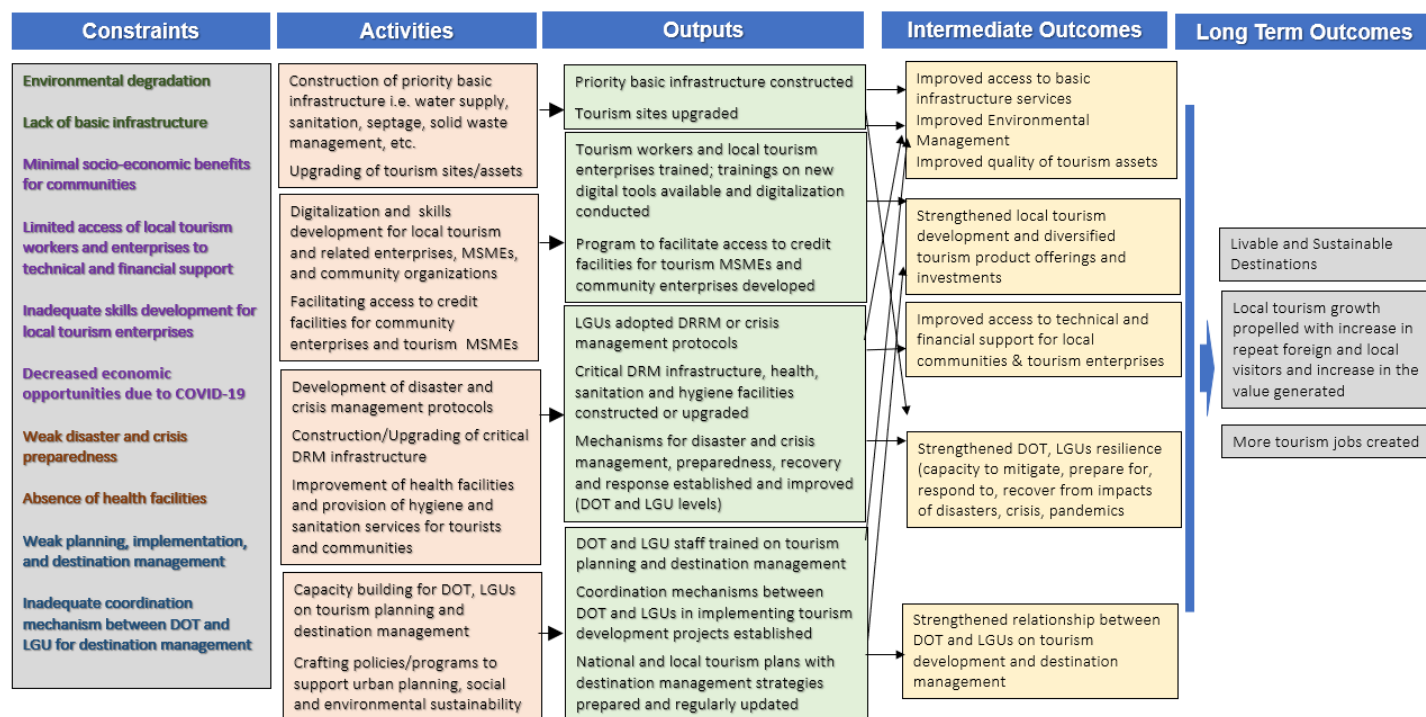 Constraints
Activities
Outputs
Intermediate Outcomes
Long Term Outcomes
Environmental degradation
Lack of basic infrastructure
Minimal socio-economic benefits
for communities
Limited access of local tourism
workers and enterprises to
technical and financial support
Inadequate skills development for
local tourism enterprises
Decreased economic
opportunities due to COVID-19
Weak disaster and crisis
preparedness
Absence of health facilities
Weak planning, implementation,
and destination management
Inadequate coordination
mechanism between DOT and
LGU for destination management
Construction of priority basic
infrastructure i.e. water supply,
sanitation, septage, solid waste
management, etc.
Upgrading of tourism sites/assets
Digitalization and skills
development for local tourism
and related enterprises, MSMEs,
and community organizations
Facilitating access to credit
facilities for community
enterprises and tourism MSMEs
Development of disaster and
crisis management protocols
Construction/Upgrading of critical
DRM infrastructure
Improvement of health facilities
and provision of hygiene and
sanitation services for tourists
and communities
Capacity building for DOT, LGUs
on tourism planning and
destination management
Crafting policies/programs to
support urban planning, social
and environmental sustainability
Priority basic infrastructure constructed
Tourism sites upgraded
Tourism workers and local tourism
enterprises trained; trainings on new
digital tools available and digitalization
conducted
Program to facilitate access to credit
facilities for tourism MSMEs and
community enterprises developed
LGUs adopted DRRM or crisis
management protocols
Critical DRM infrastructure, health,
sanitation and hygiene facilities
constructed or upgraded
Mechanisms for disaster and crisis
management, preparedness, recovery
and response established and improved
(DOT and LGU levels)
DOT and LGU staff trained on tourism
planning and destination management
Coordination mechanisms between
DOT and LGUs in implementing tourism
development projects established
National and local tourism plans with
destination management strategies
prepared and regularly updated
Improved access to basic
infrastructure services
Improved Environmental
Management
Improved quality of tourism assets
Strengthened local tourism
development and diversified
tourism product offerings and
investments
Improved access to technical and
financial support for local
communities & tourism enterprises
Strengthened DOT, LGUs resilience
(capacity to mitigate, prepare for,
respond to, recover from impacts
of disasters, crisis, pandemics
Strengthened relationship between
DOT and LGUs on tourism
development and destination
management
Livable and Sustainable
Destinations
Local tourism growth
propelled with increase in
repeat foreign and local
visitors and increase in the
value generated
More tourism jobs created